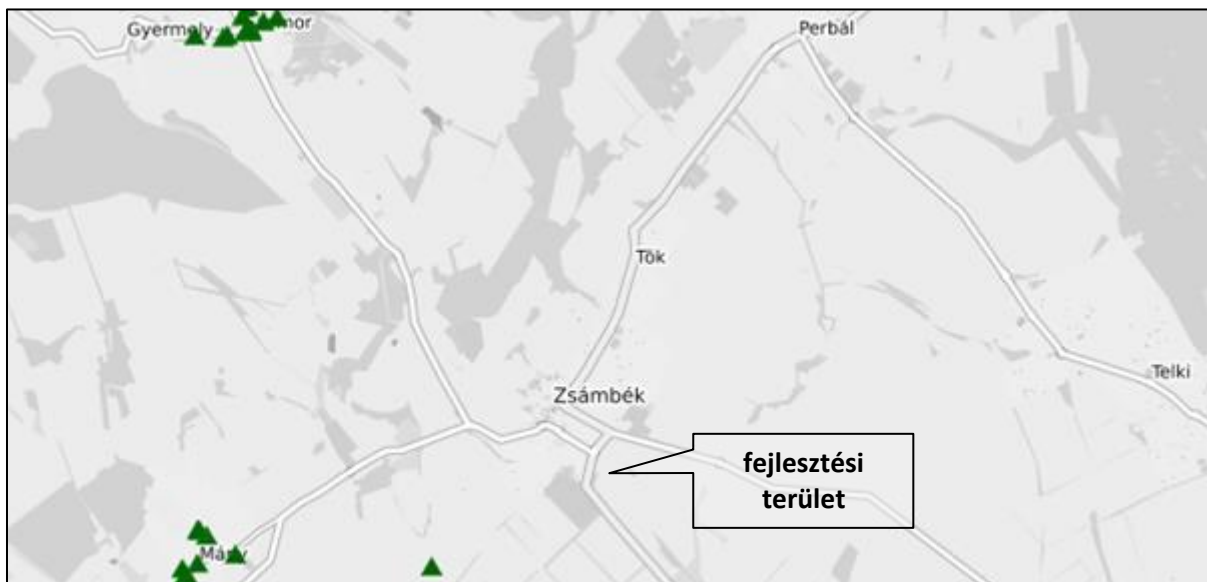 Gyermely
Perbál
Tök
Telki
Zsámbék
fejlesztési
terület